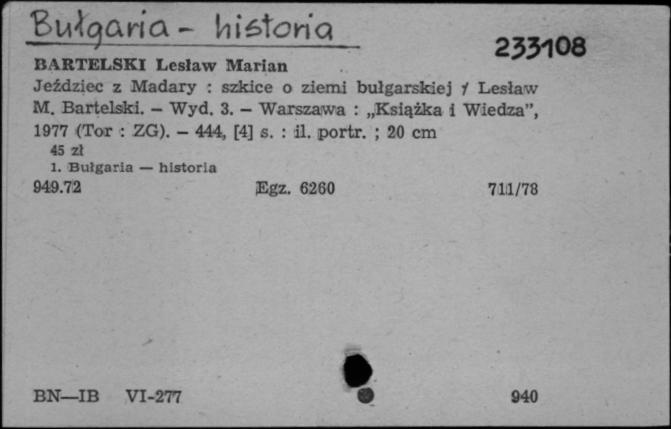 Bułgaria - historia
233108
BARTELSKI Lesław Marian
Jeździec z Madary : szkice o ziemi bułgarskiej / Lesław
M. Bartelski. — Wyd. 3. — Warszawa : „Książka i Wiedza”,
1977 (Tor : ZG). — 444, [4] s. : il. portr. ; 20 cm
45 zł
1. Bułgaria — historia
949.72 Egz. 6260 711/78
BN—IB VI-277 940